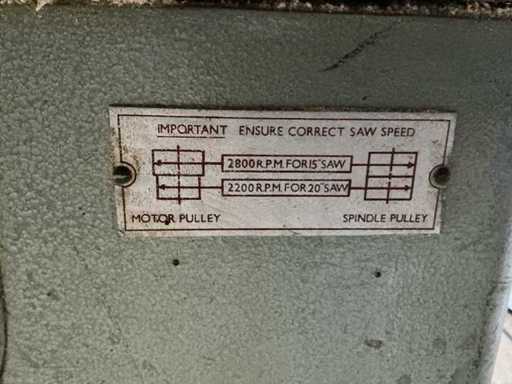 IMPORTANT ENSURE CORRECT SAW SPEED
2800 R.P.M. FOR 15" SAW
2200 R.P.M. FOR 20" SAW
MOTOR PULLEY SPINDLE PULLEY